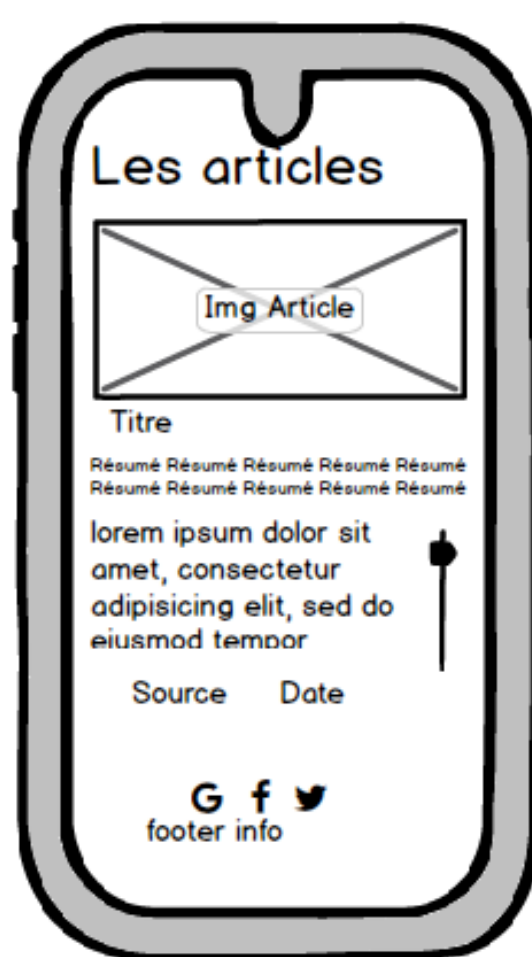 Les articles
Img Article
Titre
Résumé Résumé Résumé Résumé Résumé
Résumé Résumé Résumé Résumé Résumé
lorem ipsum dolor sit
amet, consectetur
adipisicing elit, sed do
eiusmod tempor
Source Date
footer info